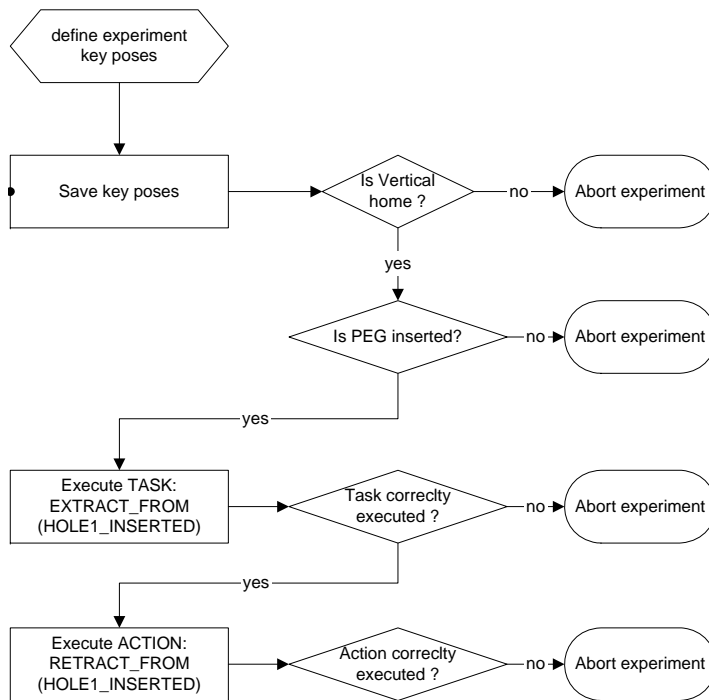 define experiment
key poses
Save key poses
Is Vertical
home ?
no
Abort experiment
yes
Is PEG inserted?
no
Abort experiment
yes
Execute TASK:
EXTRACT_FROM
(HOLE1_INSERTED)
Task correclty
executed ?
no
Abort experiment
yes
Execute ACTION:
RETRACT_FROM
(HOLE1_INSERTED)
Action correclty
executed ?
no
Abort experiment